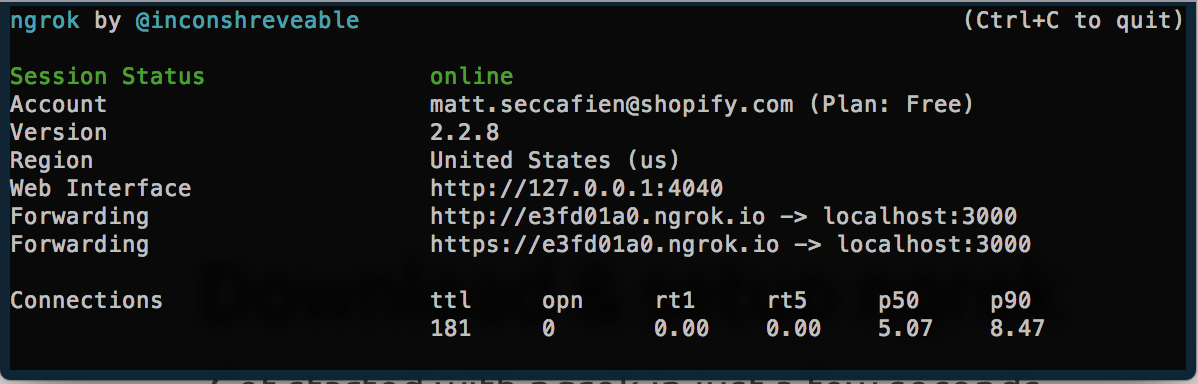 ngrok by @inconshreveable (Ctrl+C to quit)
Session Status online
Account matt.seccafien@shopify.com (Plan: Free)
Version 2.2.8
Region United States (us)
Web Interface http://127.0.0.1:4040
Forwarding http://e3fd01a0.ngrok.io -> localhost:3000
Forwarding https://e3fd01a0.ngrok.io -> localhost:3000
Connections ttl opn rt1 rt5 p50 p90
181 0 0.00 0.00 5.07 8.47